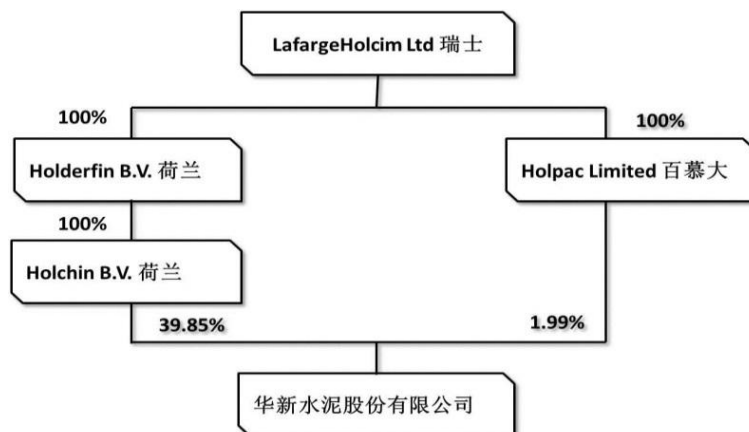 LafargeHolcim Ltd 瑞士
100%
100%
Holderfin B.V. 荷兰
Holpac Limited 百慕大
100%
Holchin B.V. 荷兰
39.85%
1.99%
华新水泥股份有限公司